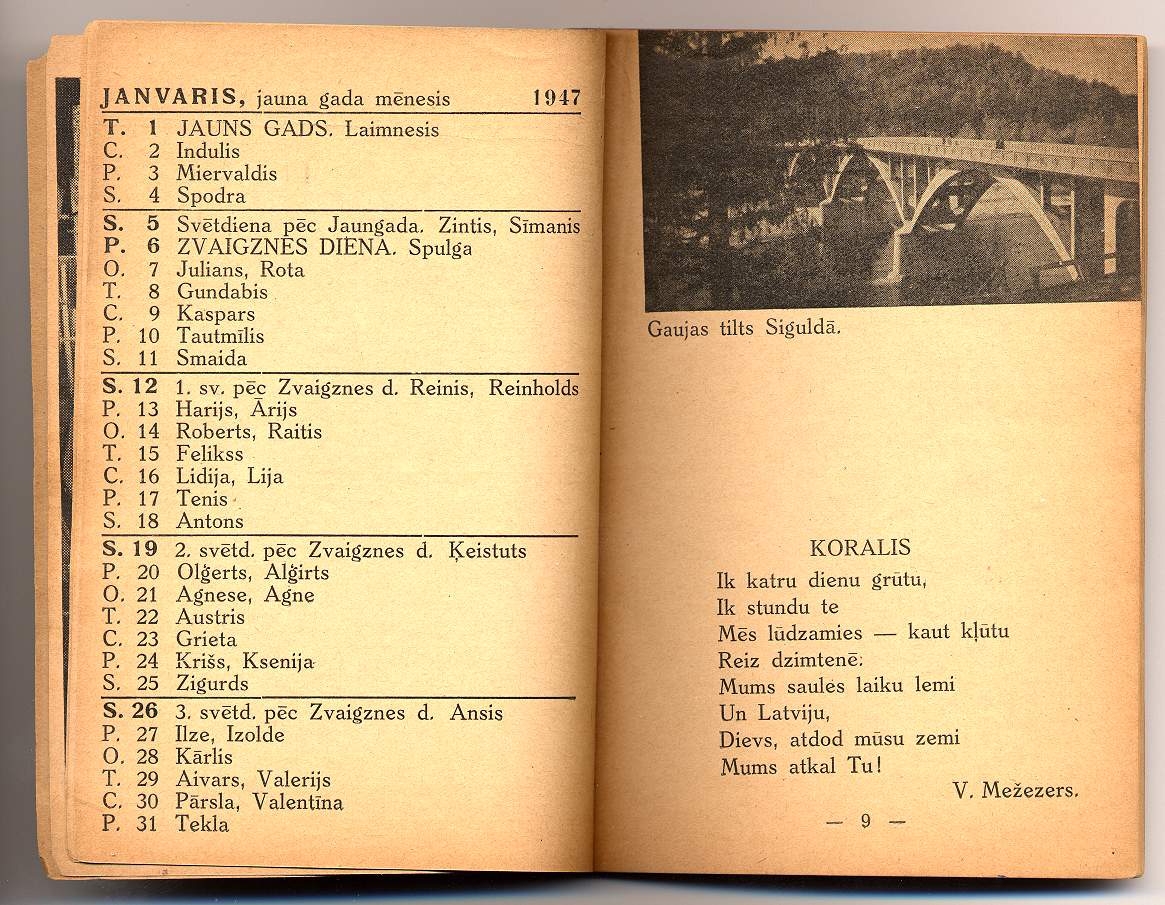 JANVARIS, jauna gada mēnesis 1947
T. 1 JAUNS GADS. Laimnesis
C. 2 Indulis
P. 3 Miervaldis
S. 4 Spodra
S. 5 Svētdiena pēc Jaungada. Zintis, Sīmanis
P. 6 ZVAIGZNES DIENA. Spulga
O. 7 Julians, Rota
T. 8 Gundabis
C. 9 Kaspars
P. 10 Tautmīlis
S. 11 Smaida
S. 12 1. sv. pēc Zvaigznes d. Reinis, Reinholds
P. 13 Harijs, Ārijs
O. 14 Roberts, Raitis
T. 15 Felikss
C. 16 Lidija, Lija
P. 17 Tenis
S. 18 Antons
S. 19 2. svētd. pēc Zvaigznes d. Ķeistuts
P. 20 Olģerts, Alģirts
O. 21 Agnese, Agne
T. 22 Austris
C. 23 Grieta
P. 24 Krišs, Ksenija
S. 25 Zigurds
S. 26 3. svētd. pēc Zvaigznes d. Ansis
P. 27 Ilze, Izolde
O. 28 Kārlis
T. 29 Aivars, Valerijs
C. 30 Pārsla, Valentīna
P. 31 Tekla
Gaujas tilts Siguldā.
KORALIS
Ik katru dienu grūtu,
Ik stundu te
Mēs lūdzamies — kaut kļūtu
Reiz dzimtenē:
Mums saules laiku lemi
Un Latviju,
Dievs, atdod mūsu zemi
Mums atkal Tu!
V. Mežezers.
— 9 —